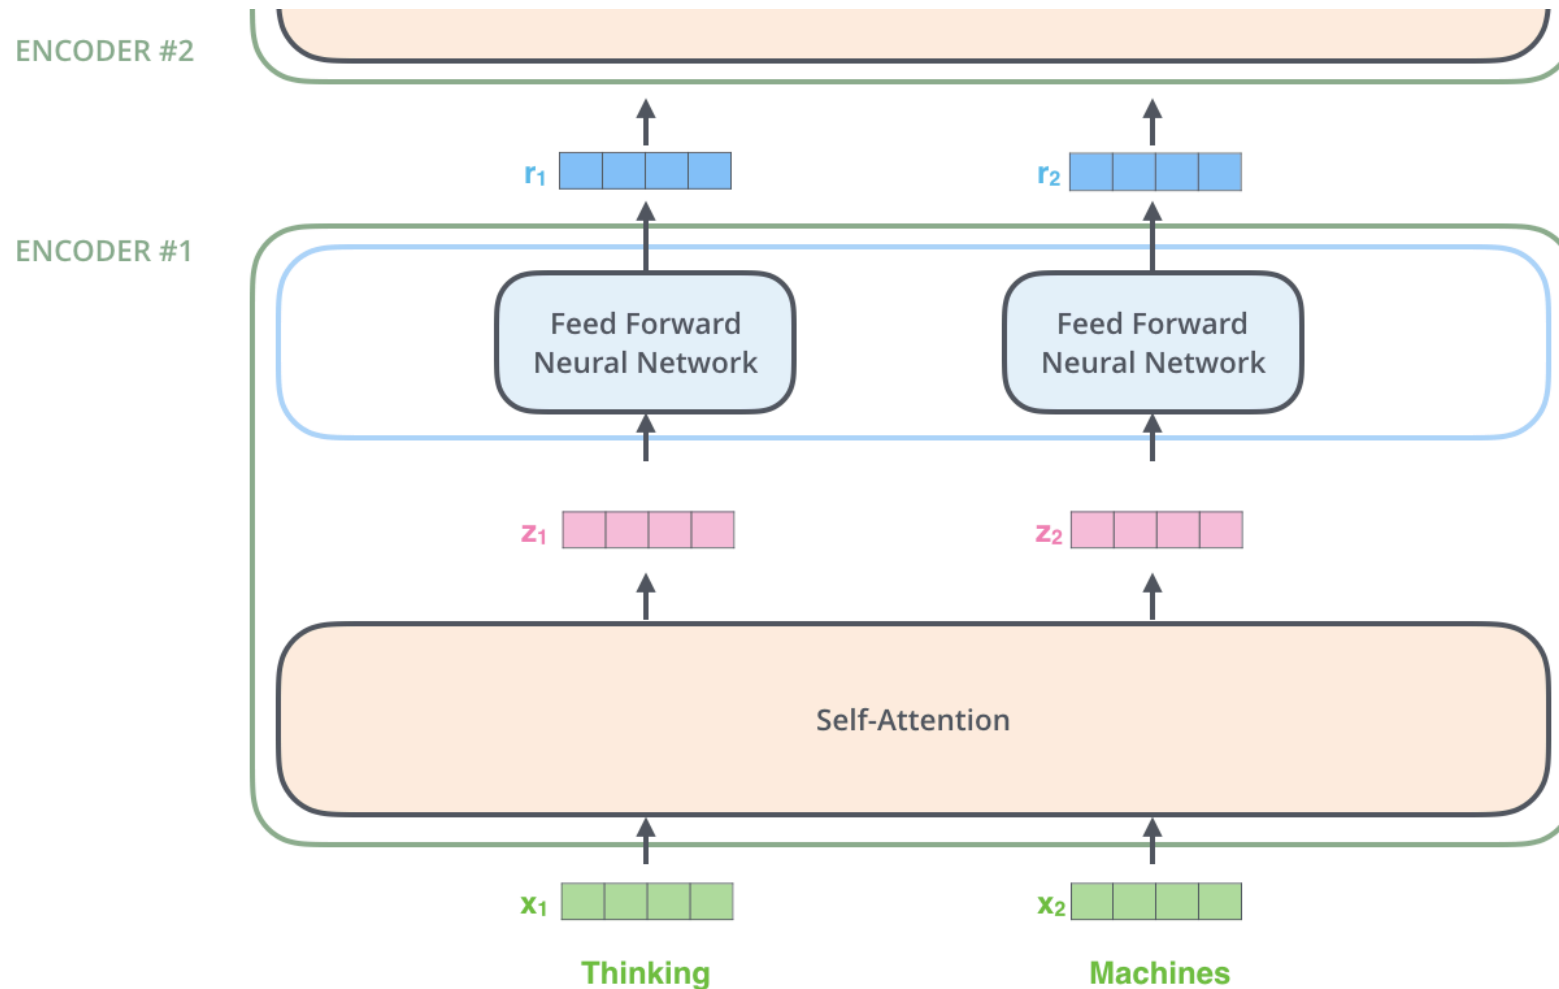 ENCODER #2
r₁
r₂
ENCODER #1
Feed Forward
Neural Network
Feed Forward
Neural Network
z₁
z₂
Self-Attention
x₁
x₂
Thinking
Machines